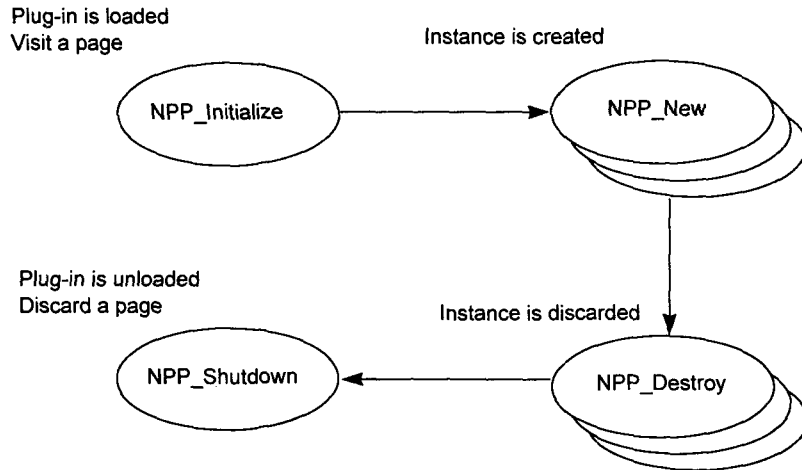 Plug-in is loaded
Visit a page
Instance is created
NPP_Initialize
NPP_New
Plug-in is unloaded
Discard a page
Instance is discarded
NPP_Shutdown
NPP_Destroy